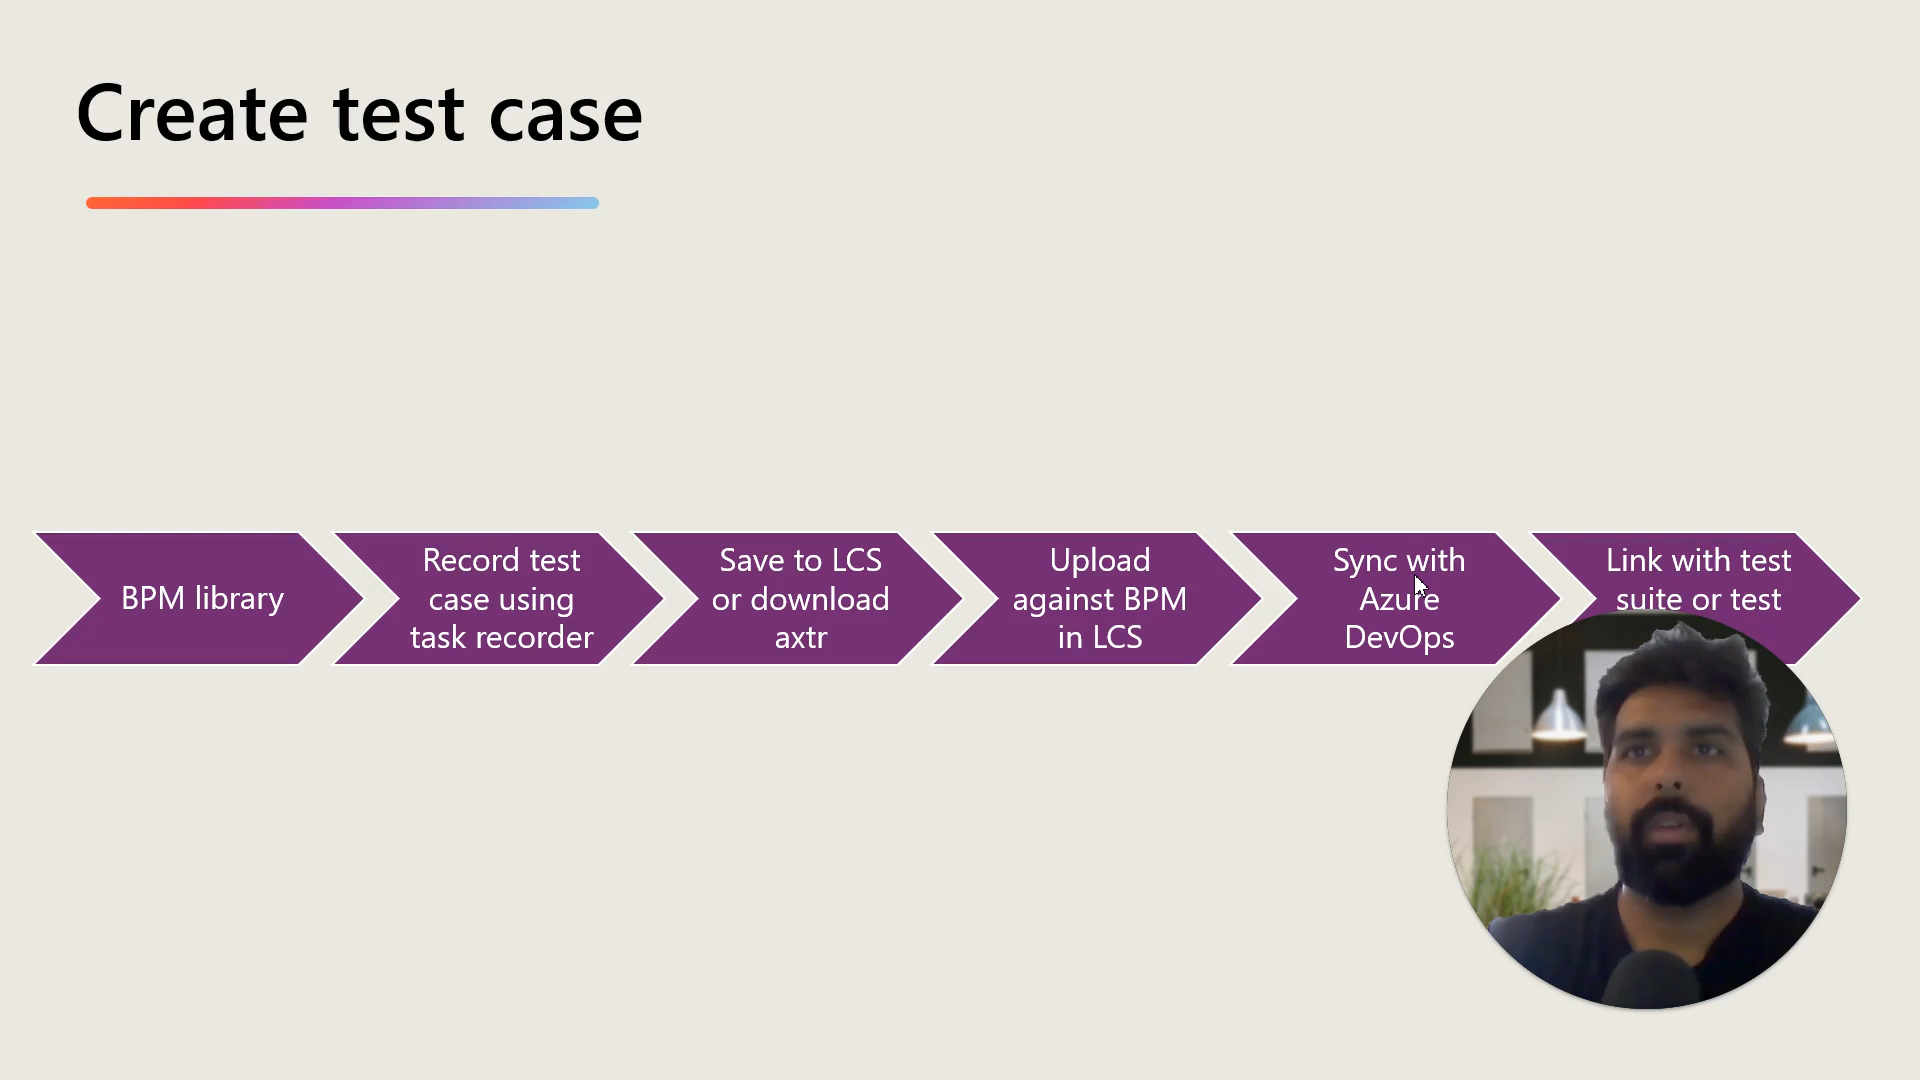 Create test case
BPM library
Record test
case using
task recorder
Save to LCS
or download
axtr
Upload
against BPM
in LCS
Sync with
Azure
DevOps
Link with test
suite or test